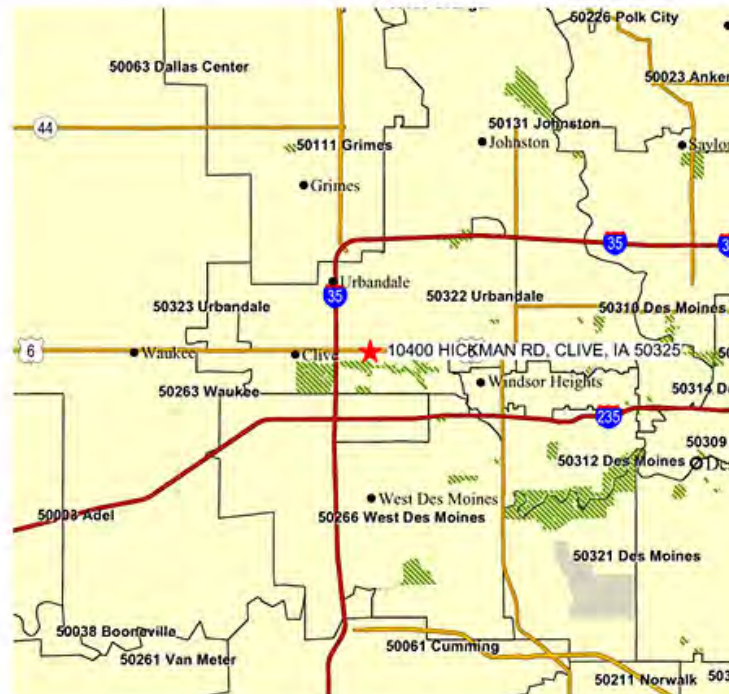 50226 Polk City
50063 Dallas Center
50023 Anker
44
50131 Johnston
50111 Grimes
Johnston
Saylor
Grimes
35
Urbandale
35
50323 Urbandale
50322 Urbandale
50310 Des Moines
6
Waukee
Clive
10400 HICKMAN RD, CLIVE, IA 50325
50263 Waukee
Windsor Heights
50314 D
235
50309
50312 Des Moines
West Des Moines
50003 Adel
50266 West Des Moines
50321 Des Moines
50038 Booneville
50061 Cumming
50261 Van Meter
50211 Norwalk